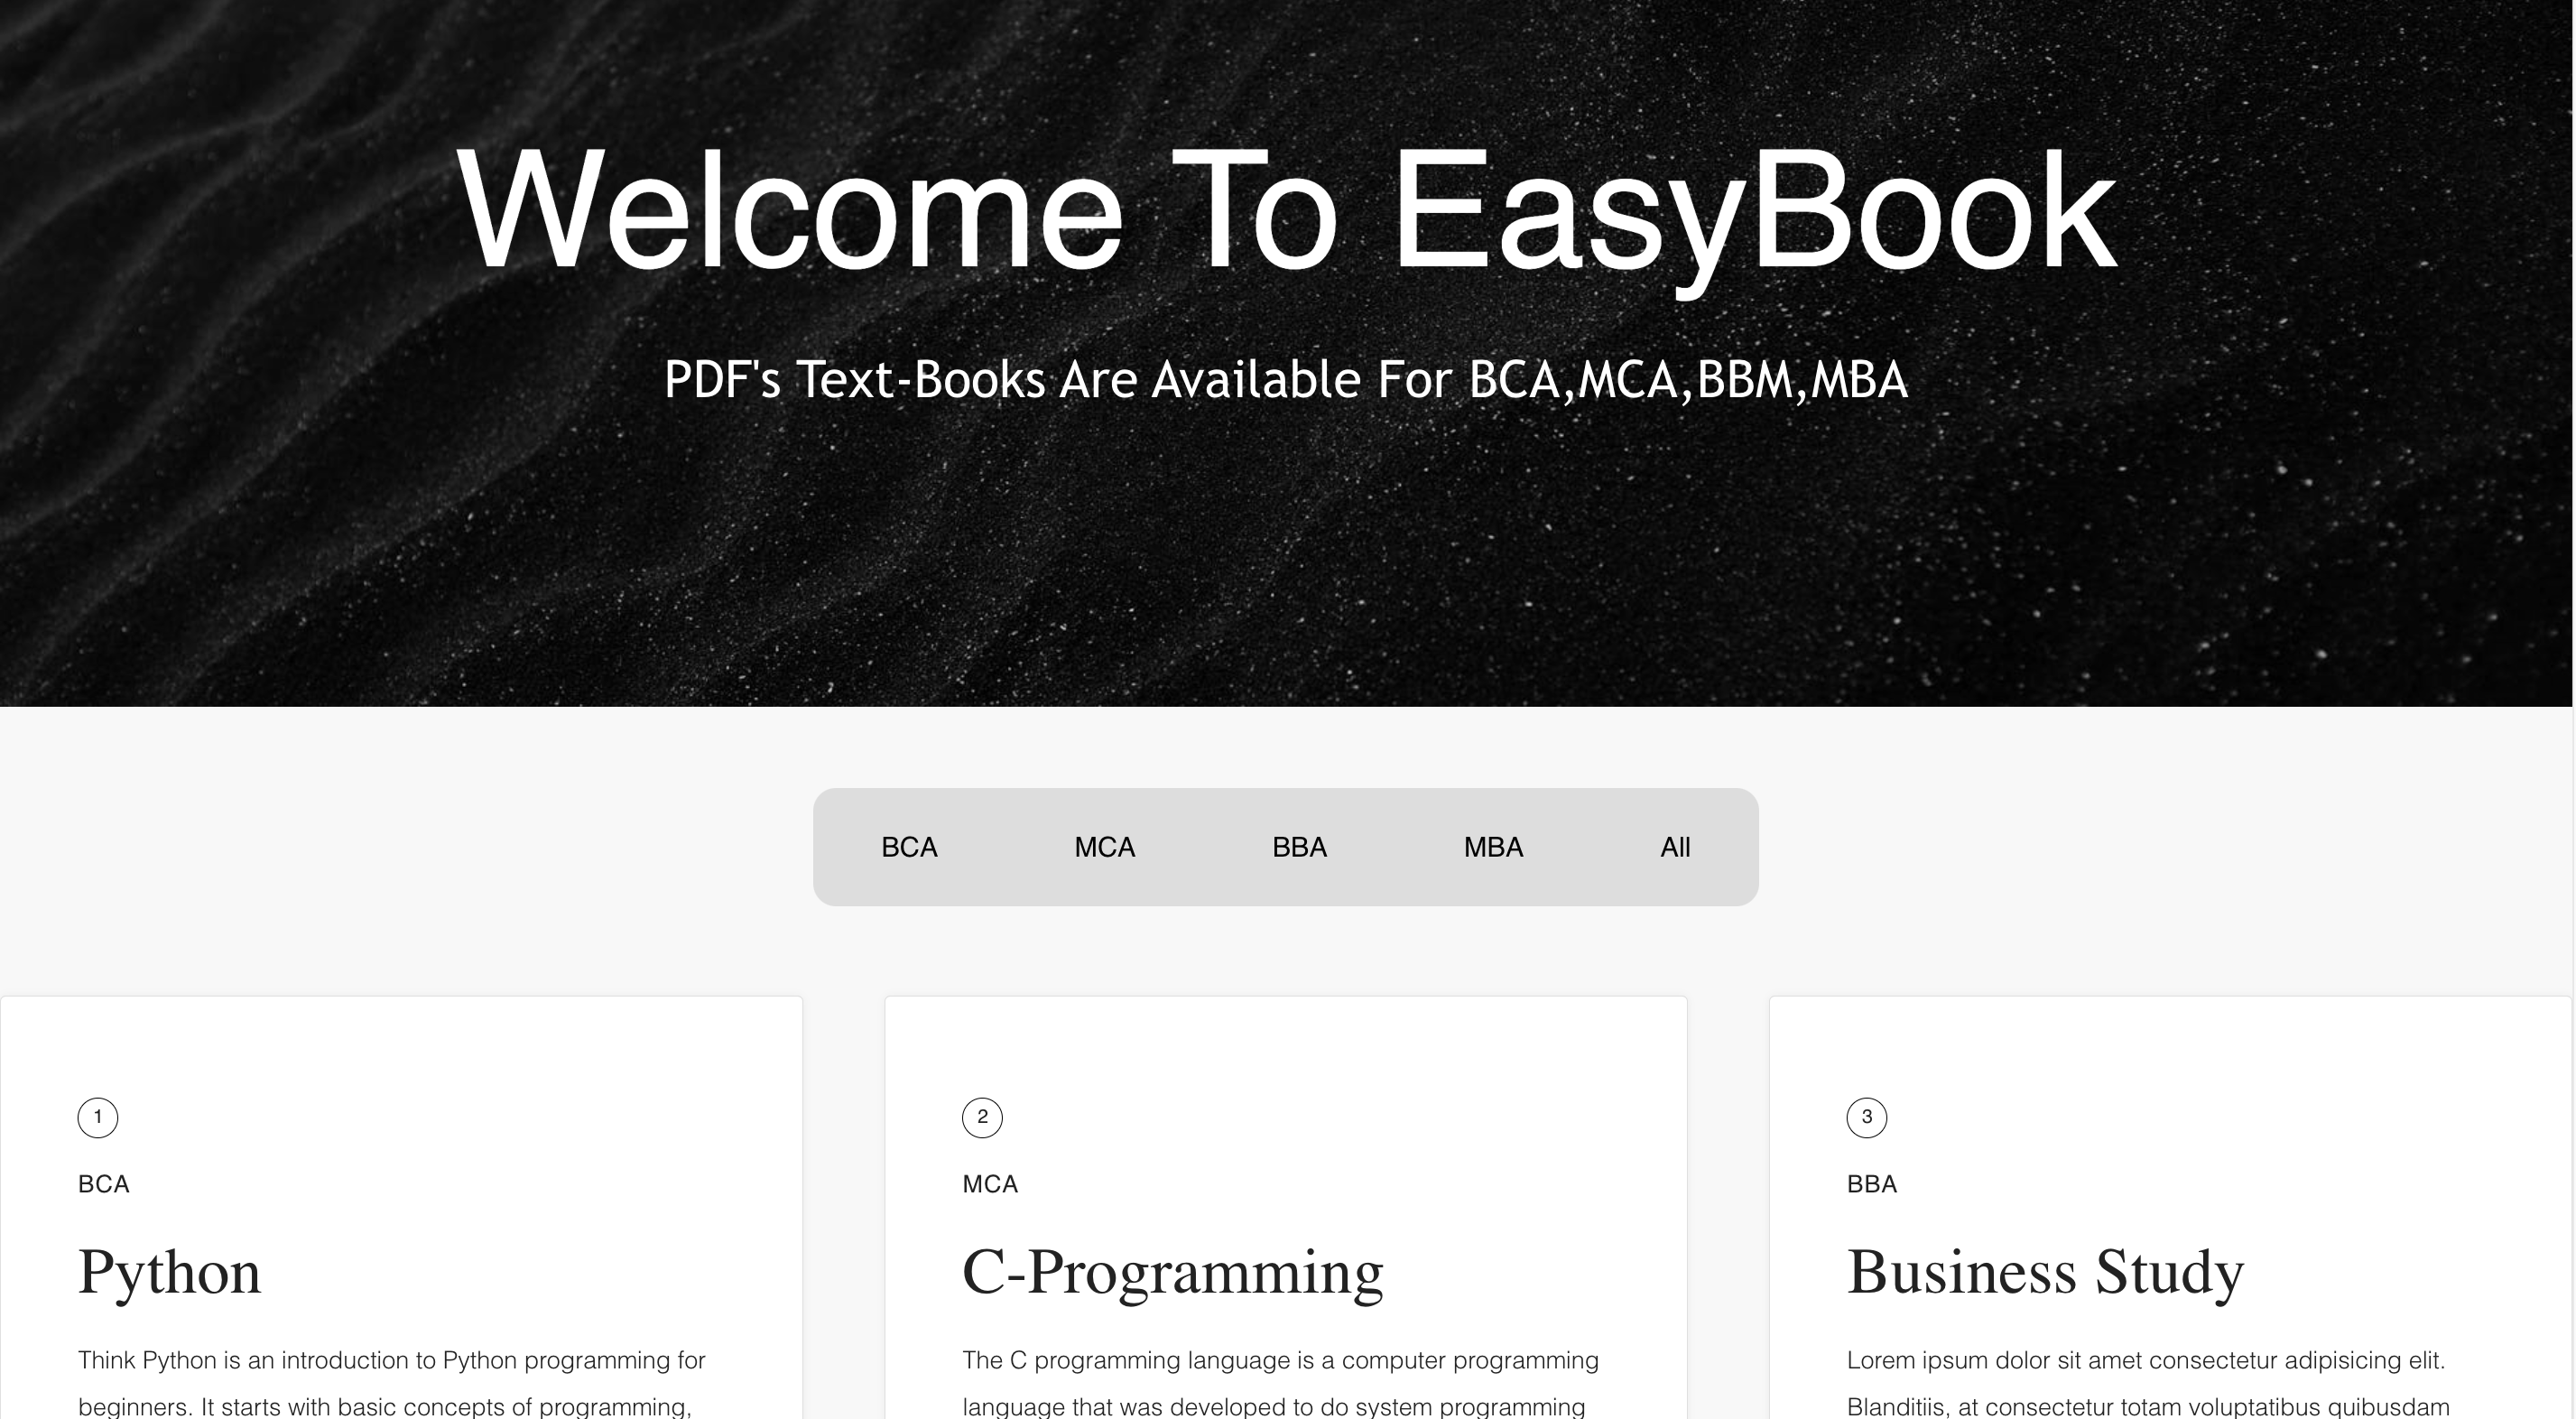 Welcome To EasyBook
PDF's Text-Books Are Available For BCA,MCA,BBM,MBA
BCA MCA BBA MBA All
1
BCA
Python
Think Python is an introduction to Python programming for
beginners. It starts with basic concepts of programming,
2
MCA
C-Programming
The C programming language is a computer programming
language that was developed to do system programming
3
BBA
Business Study
Lorem ipsum dolor sit amet consectetur adipisicing elit.
Blanditiis, at consectetur totam voluptatibus quibusdam